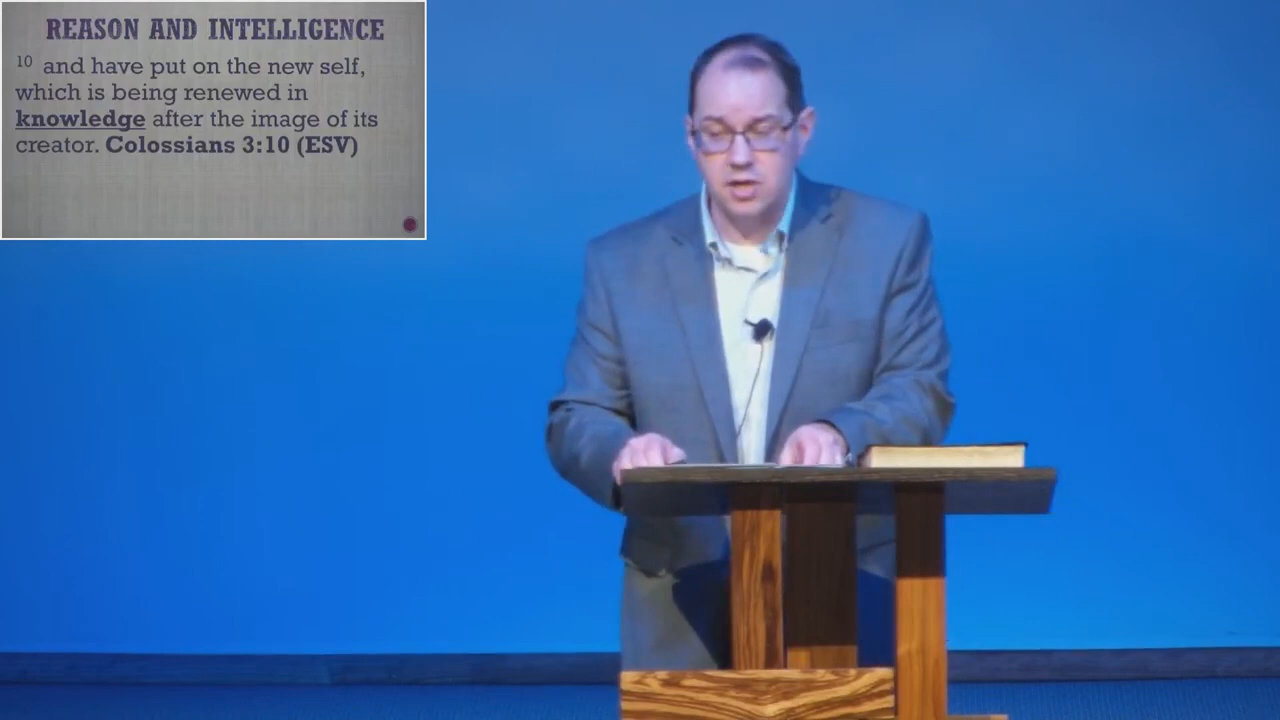 REASON AND INTELLIGENCE
10 and have put on the new self,
which is being renewed in
knowledge after the image of its
creator. Colossians 3:10 (ESV)